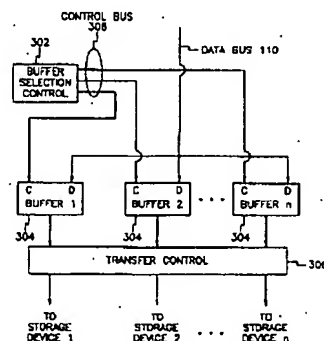 CONTROL BUS
308
302
DATA BUS 110
BUFFER
SELECTION
CONTROL
C D C D C D
BUFFER 1 BUFFER 2 • • • BUFFER n
304 304 304
TRANSFER CONTROL
306
TO TO TO
STORAGE STORAGE STORAGE
DEVICE 1 DEVICE 2 • • • DEVICE n